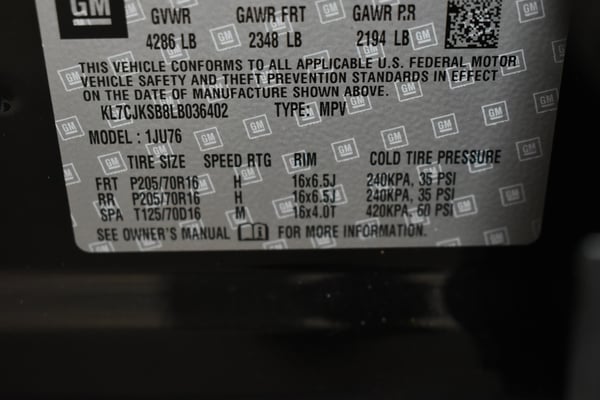 GM GVWR GAWR FRT GAWR RR
4286 LB 2348 LB 2194 LB
THIS VEHICLE CONFORMS TO ALL APPLICABLE U.S. FEDERAL MOTOR
VEHICLE SAFETY AND THEFT PREVENTION STANDARDS IN EFFECT
ON THE DATE OF MANUFACTURE SHOWN ABOVE.
KL7CJKSB8LB036402 TYPE: MPV
MODEL : 1JU76
TIRE SIZE SPEED RTG RIM COLD TIRE PRESSURE
FRT P205/70R16 H 16x6.5J 240KPA, 35 PSI
RR P205/70R16 H 16x6.5J 240KPA, 35 PSI
SPA T125/70D16 M 16x4.0T 420KPA, 60 PSI
SEE OWNER'S MANUAL FOR MORE INFORMATION.